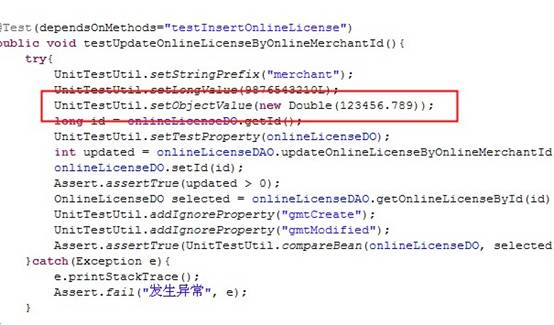 @Test(dependsOnMethods="testInsertOnlineLicense")
public void testUpdateOnlineLicenseByOnlineMerchantId(){
try{
UnitTestUtil.setStringPrefix("merchant");
UnitTestUtil.setLongValue(9876543210L);
UnitTestUtil.setObjectValue(new Double(123456.789));
long id = onlineLicenseDO.getId();
UnitTestUtil.setTestProperty(onlineLicenseDO);
int updated = onlineLicenseDAO.updateOnlineLicenseByOnlineMerchantId
onlineLicenseDO.setId(id);
Assert.assertTrue(updated > 0);
OnlineLicenseDO selected = onlineLicenseDAO.getOnlineLicenseById(id)
UnitTestUtil.addIgnoreProperty("gmtCreate");
UnitTestUtil.addIgnoreProperty("gmtModified");
Assert.assertTrue(UnitTestUtil.compareBean(onlineLicenseDO, selected
}catch(Exception e){
e.printStackTrace();
Assert.fail("发生异常", e);
}